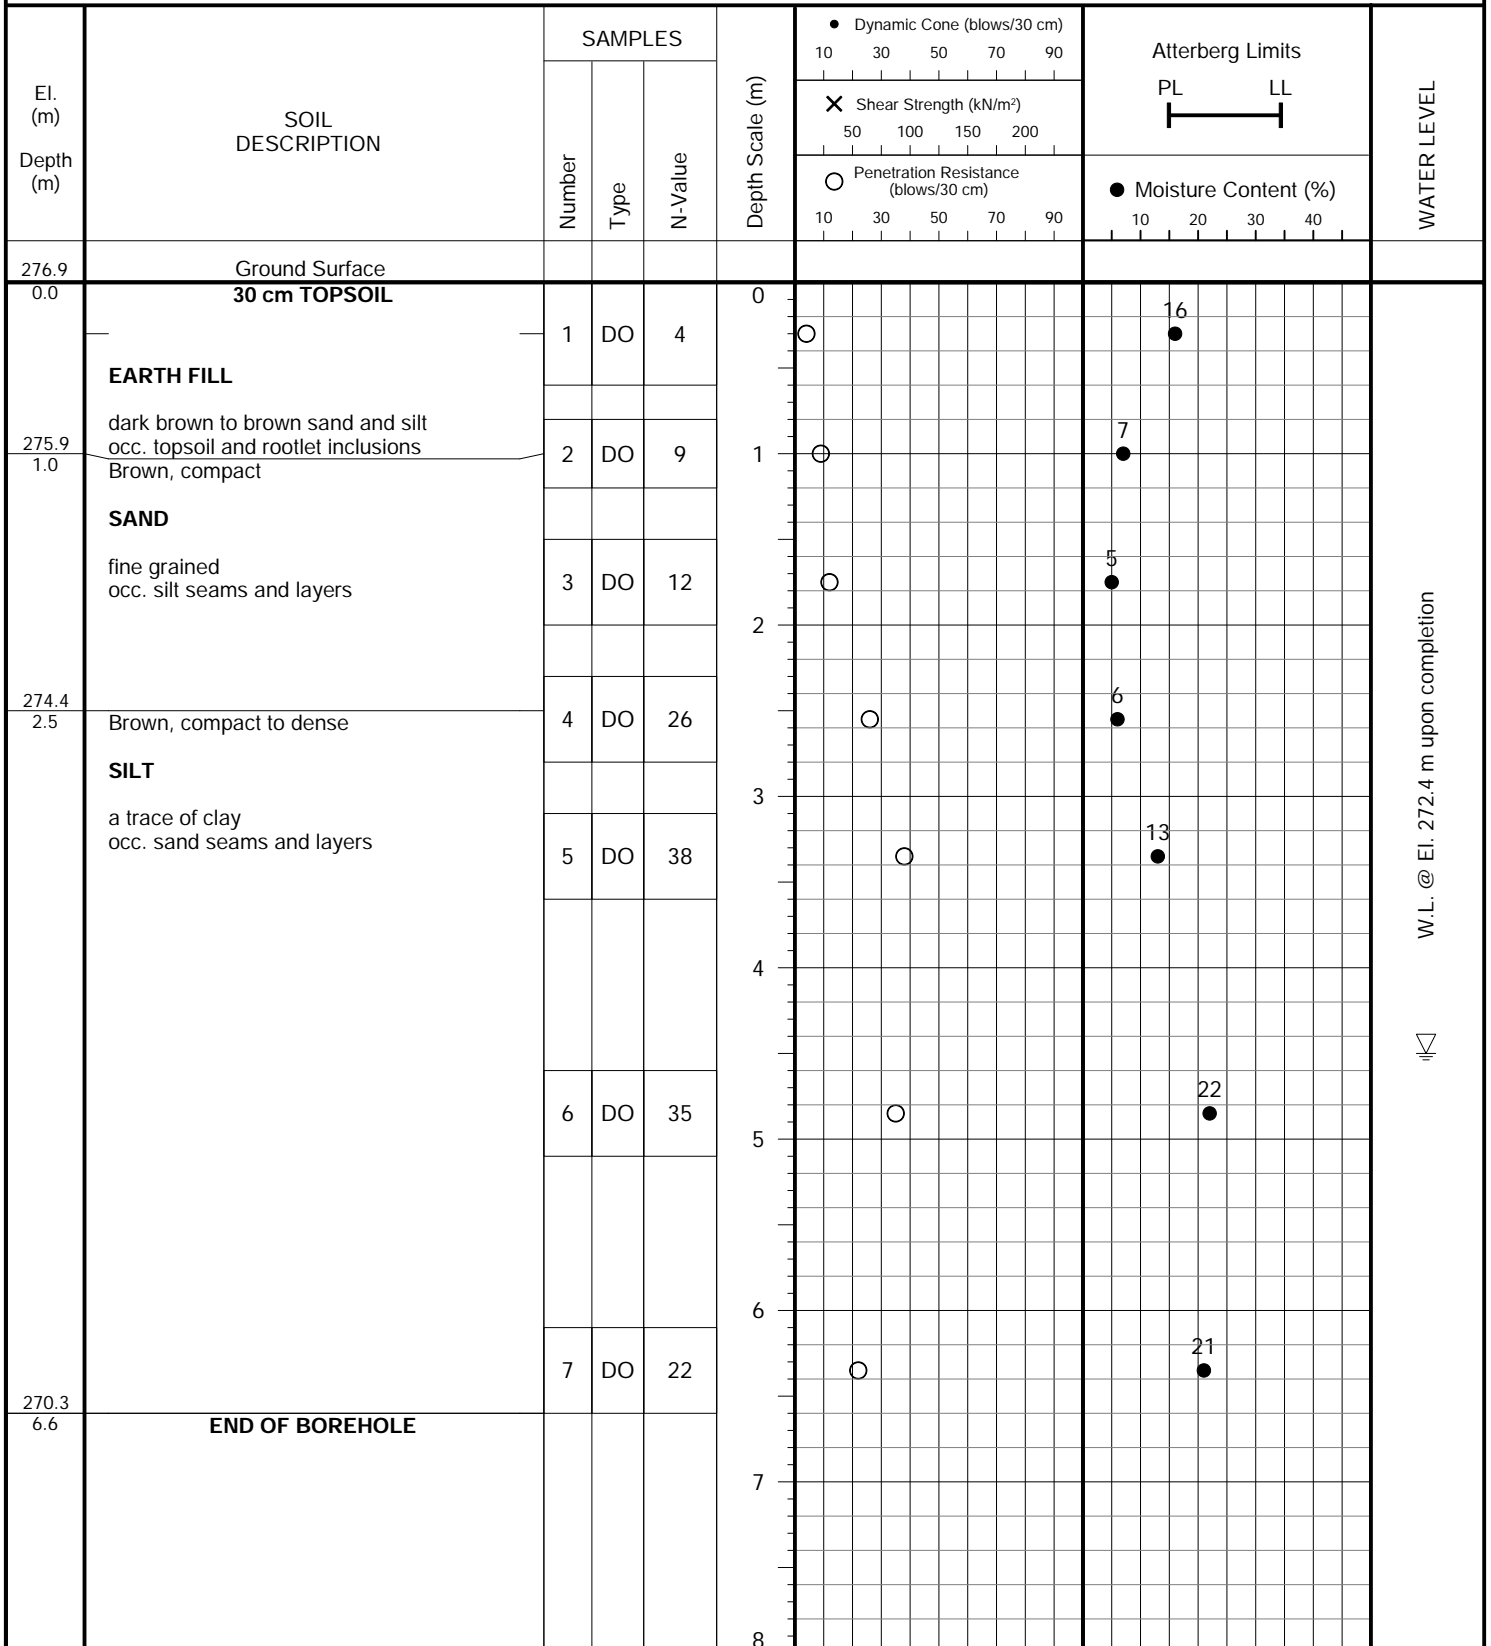 El.
(m)
Depth
(m)
SOIL
DESCRIPTION
SAMPLES
Number
Type
N-Value
Depth Scale (m)
Dynamic Cone (blows/30 cm)
10 30 50 70 90
Shear Strength (kN/m²)
50 100 150 200
Penetration Resistance
(blows/30 cm)
10 30 50 70 90
Atterberg Limits
PL LL
Moisture Content (%)
10 20 30 40
WATER LEVEL
276.9
0.0
Ground Surface
30 cm TOPSOIL
0
1 DO 4
16
EARTH FILL
dark brown to brown sand and silt
occ. topsoil and rootlet inclusions
275.9
1.0
Brown, compact
2 DO 9
1
7
SAND
fine grained
occ. silt seams and layers
3 DO 12
5
2
274.4
2.5
Brown, compact to dense
4 DO 26
6
SILT
a trace of clay
occ. sand seams and layers
3
5 DO 38
13
W.L. @ El. 272.4 m upon completion
4
6 DO 35
22
5
6
7 DO 22
21
270.3
6.6
END OF BOREHOLE
7
8